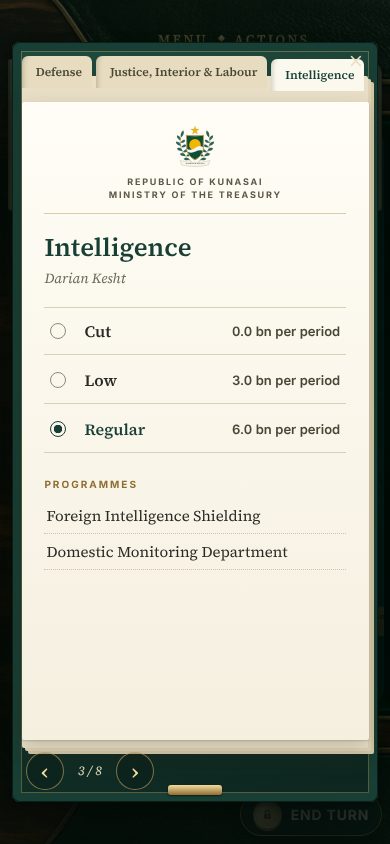 MENU ◆ ACTIONS
Defense
Justice, Interior & Labour
Intelligence
×
REPUBLIC OF KUNASAI
MINISTRY OF THE TREASURY
Intelligence
Darian Kesht
Cut 0.0 bn per period
Low 3.0 bn per period
Regular 6.0 bn per period
PROGRAMMES
Foreign Intelligence Shielding
Domestic Monitoring Department
‹ 3 / 8 ›
END TURN